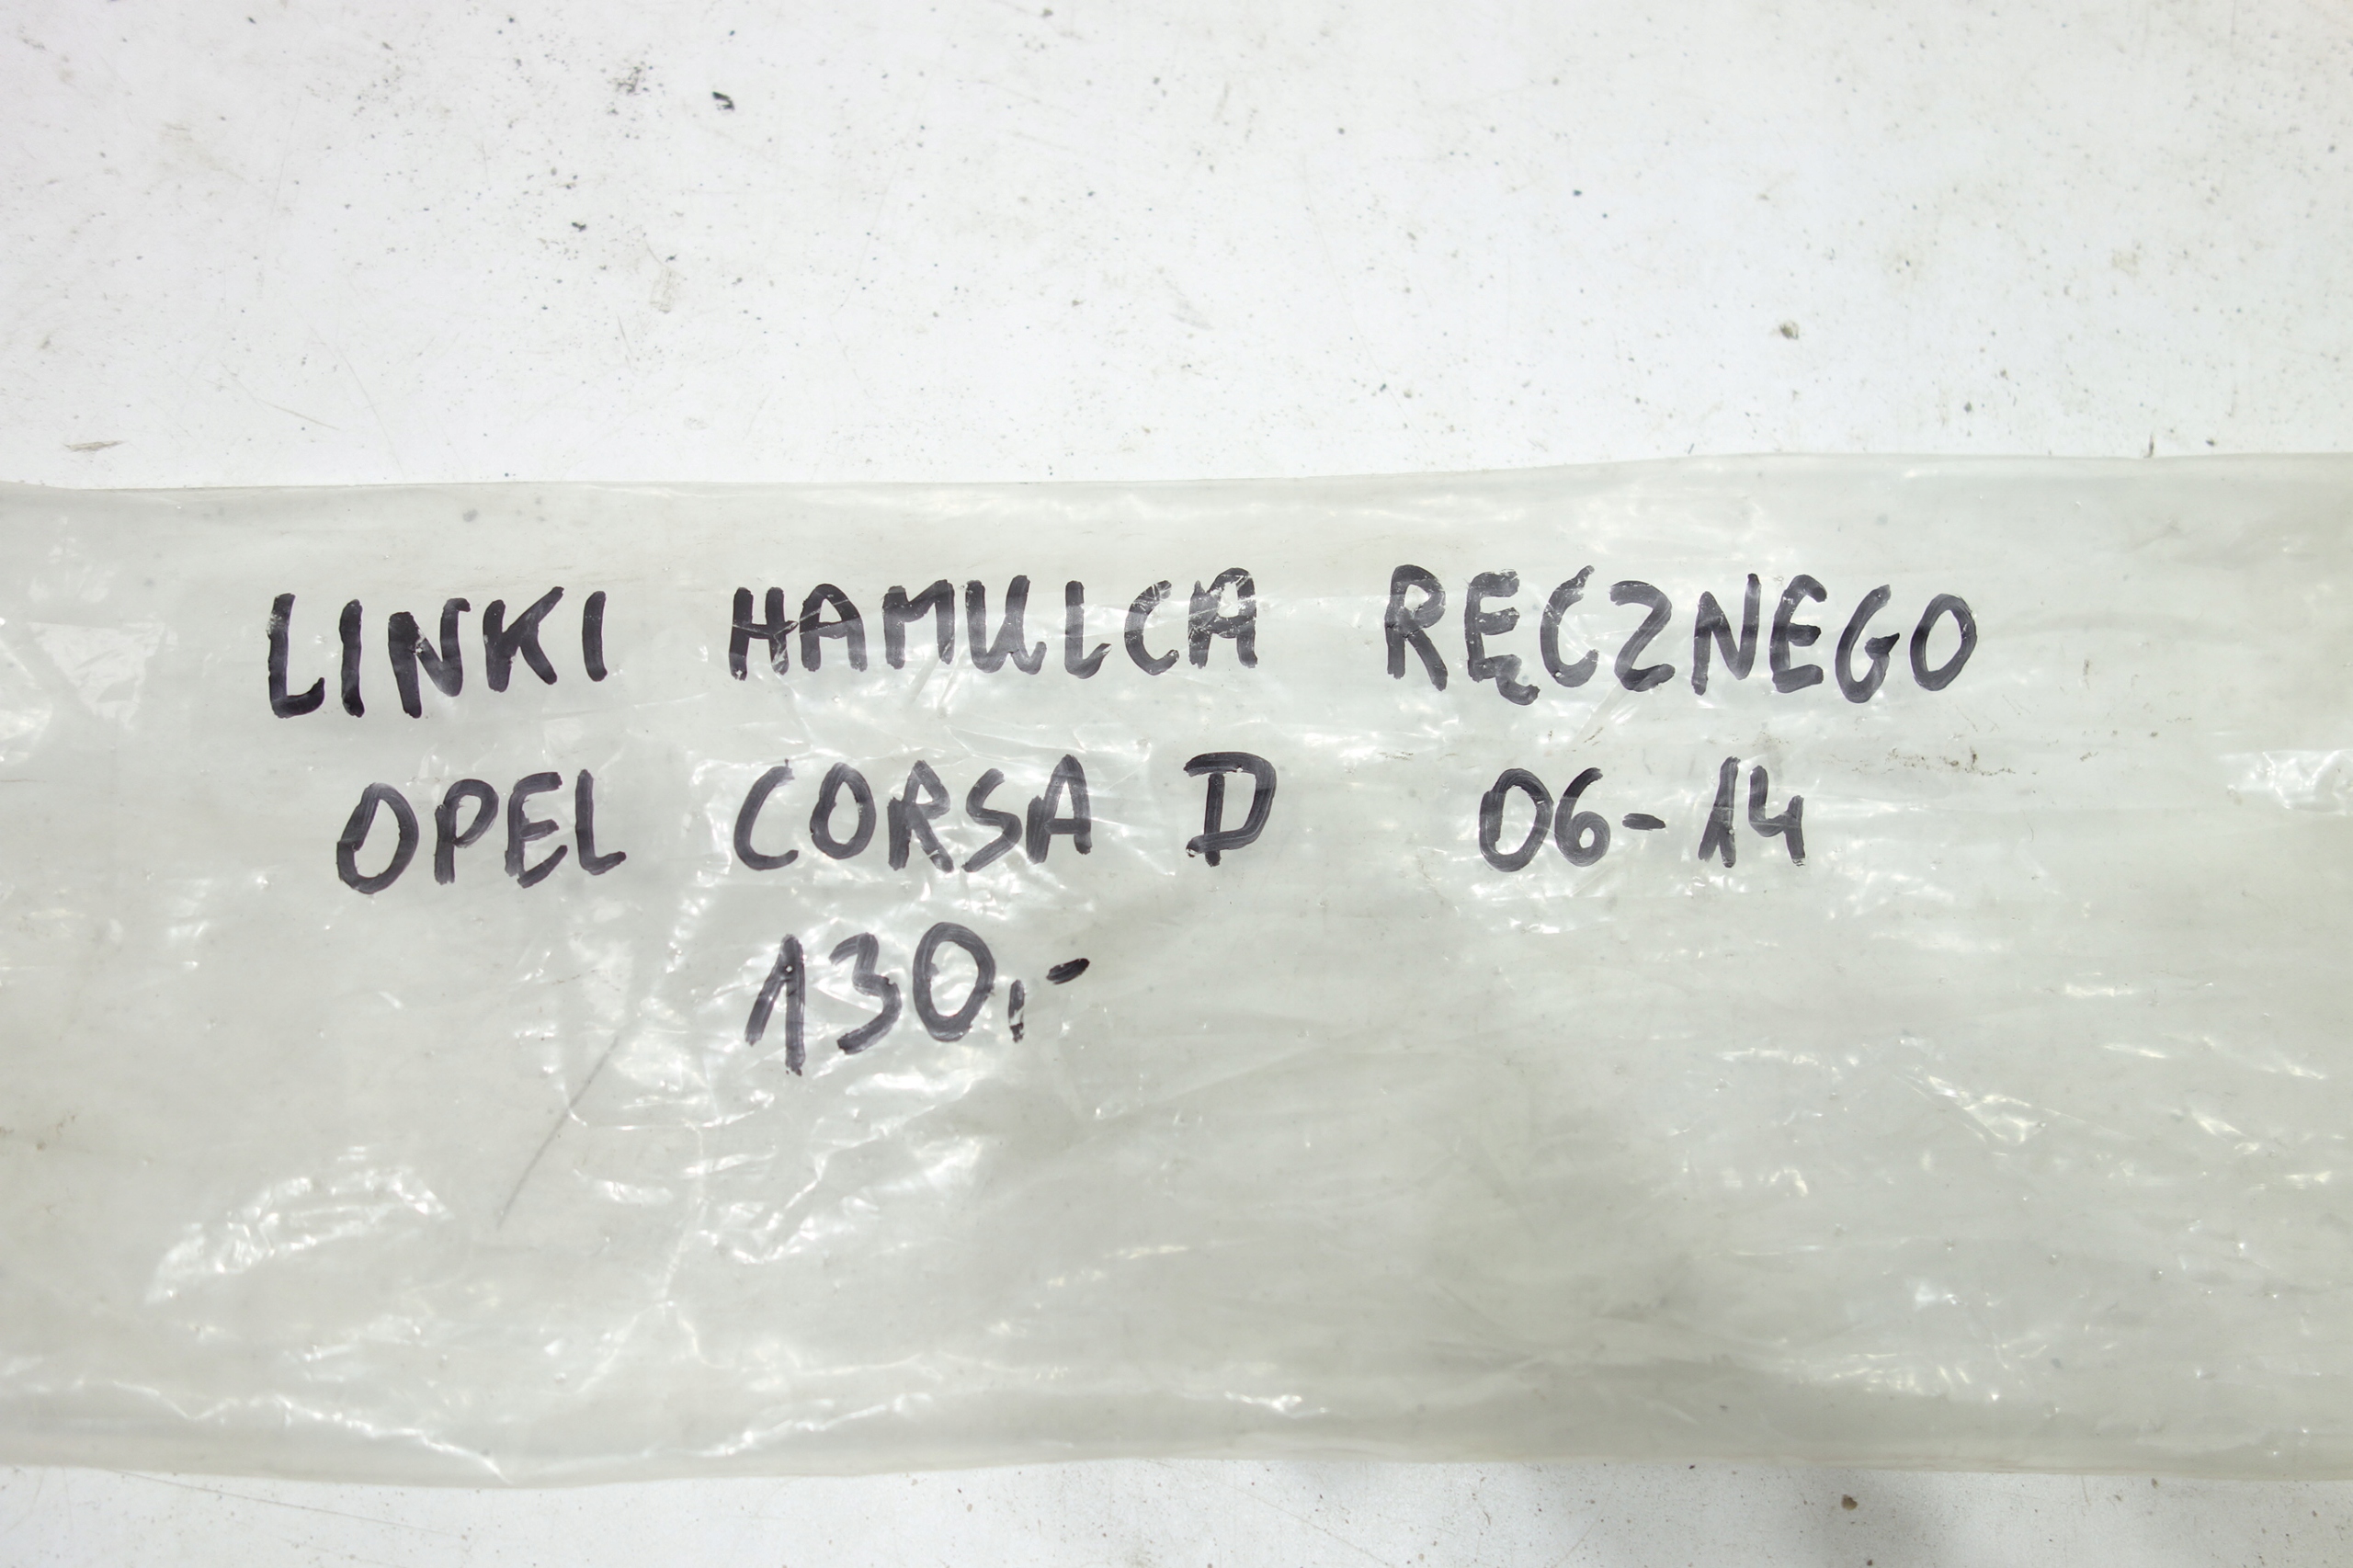 LINKI HAMULCA RĘCZNEGO
OPEL CORSA D 06-14
130,-